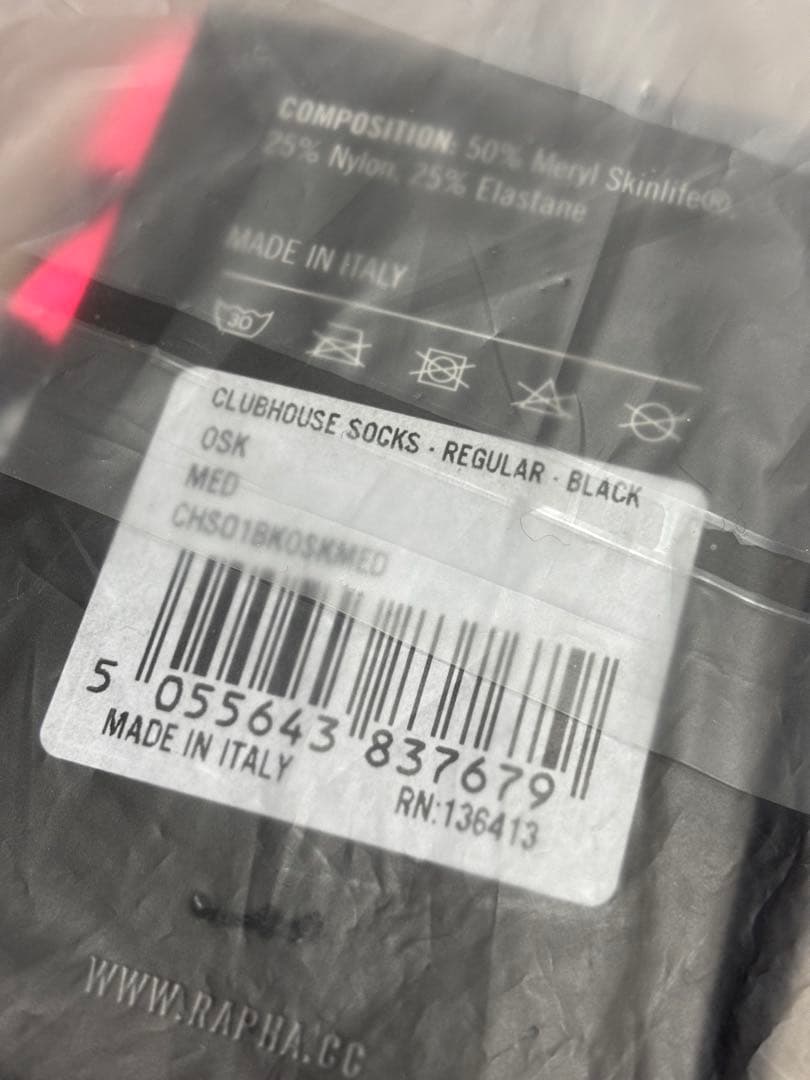 COMPOSITION: 50% Meryl Skinlife®,
25% Nylon, 25% Elastane
MADE IN ITALY
30
CLUBHOUSE SOCKS · REGULAR · BLACK
OSK
MED
CHS01BKOSKMED
5 055643 837679
MADE IN ITALY
RN:136413
WWW.RAPHA.CC